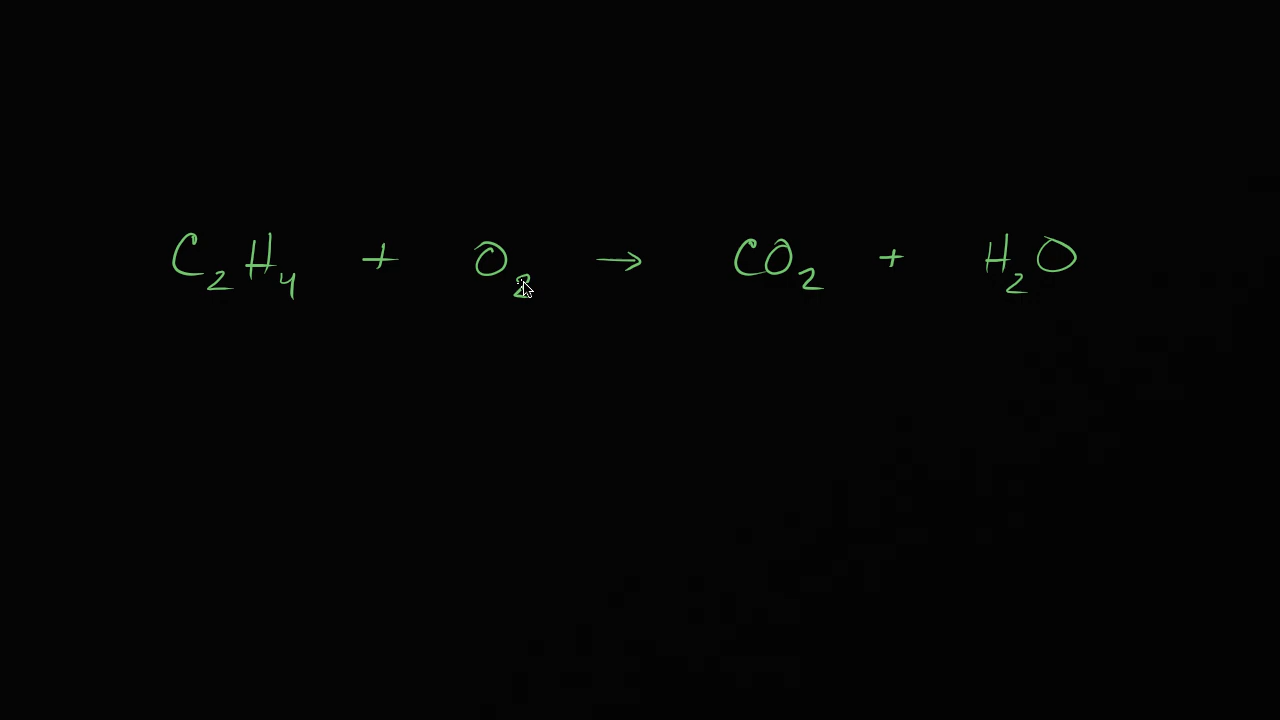 C₂H₄ + O₂ → CO₂ + H₂O